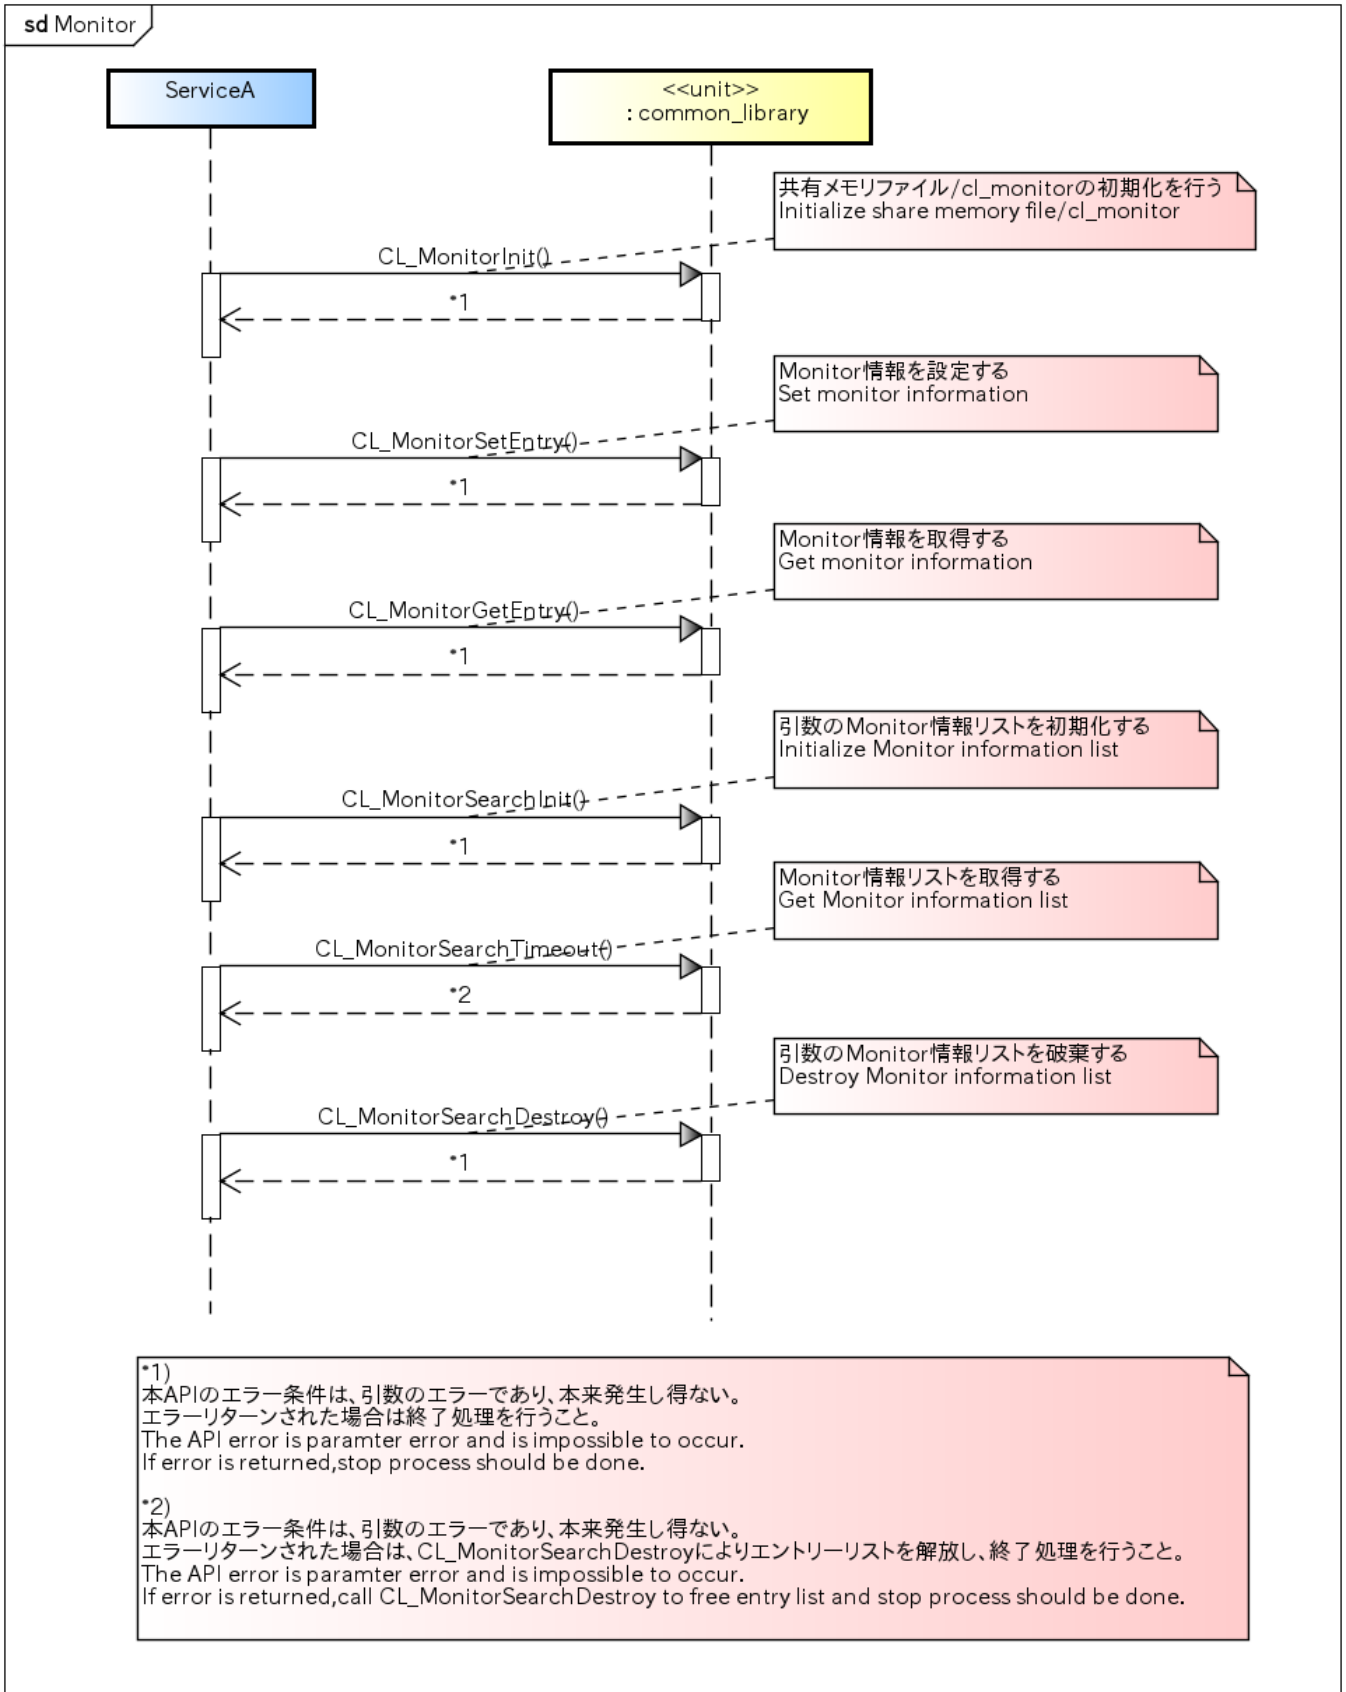 sd Monitor
ServiceA
<<unit>>
: common_library
共有メモリファイル/cl_monitorの初期化を行う
Initialize share memory file/cl_monitor
CL_MonitorInit()
*1
Monitor情報を設定する
Set monitor information
CL_MonitorSetEntry()
*1
Monitor情報を取得する
Get monitor information
CL_MonitorGetEntry()
*1
引数のMonitor情報リストを初期化する
Initialize Monitor information list
CL_MonitorSearchInit()
*1
Monitor情報リストを取得する
Get Monitor information list
CL_MonitorSearchTimeout()
*2
引数のMonitor情報リストを破棄する
Destroy Monitor information list
CL_MonitorSearchDestroy()
*1
*1)
本APIのエラー条件は、引数のエラーであり、本来発生し得ない。
エラーリターンされた場合は終了処理を行うこと。
The API error is paramter error and is impossible to occur.
If error is returned,stop process should be done.
*2)
本APIのエラー条件は、引数のエラーであり、本来発生し得ない。
エラーリターンされた場合は、CL_MonitorSearchDestroyによりエントリーリストを解放し、終了処理を行うこと。
The API error is paramter error and is impossible to occur.
If error is returned,call CL_MonitorSearchDestroy to free entry list and stop process should be done.